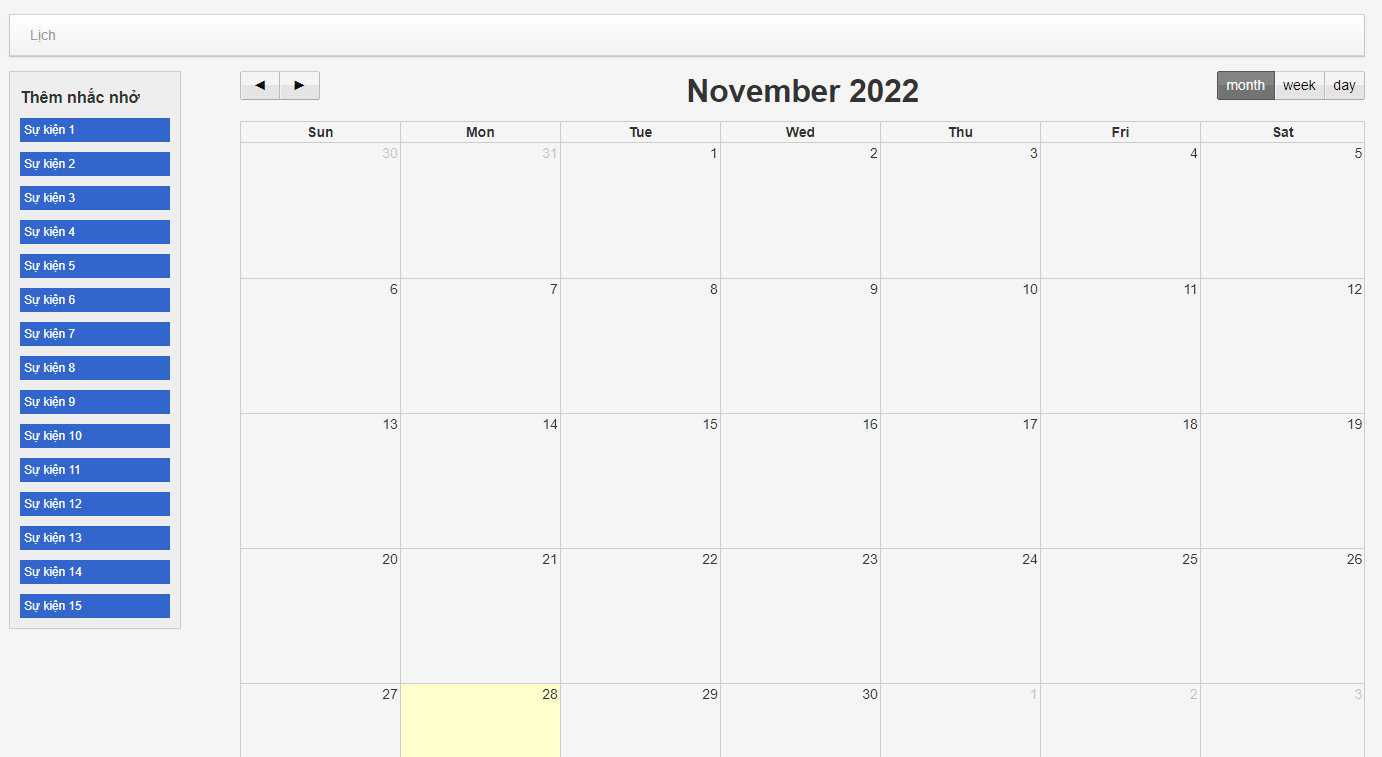 Lịch
Thêm nhắc nhở
Sự kiện 1
Sự kiện 2
Sự kiện 3
Sự kiện 4
Sự kiện 5
Sự kiện 6
Sự kiện 7
Sự kiện 8
Sự kiện 9
Sự kiện 10
Sự kiện 11
Sự kiện 12
Sự kiện 13
Sự kiện 14
Sự kiện 15
◄ ►
November 2022
month week day
Sun Mon Tue Wed Thu Fri Sat
30 31 1 2 3 4 5
6 7 8 9 10 11 12
13 14 15 16 17 18 19
20 21 22 23 24 25 26
27 28 29 30 1 2 3